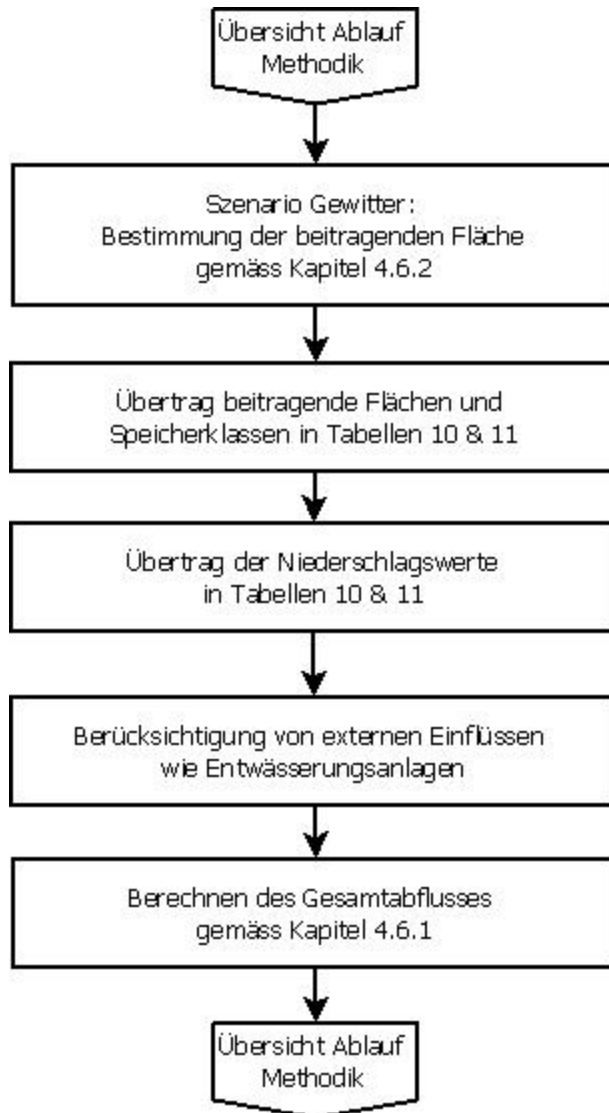 Übersicht Ablauf
Methodik
Szenario Gewitter:
Bestimmung der beitragenden Fläche
gemäss Kapitel 4.6.2
Übertrag beitragende Flächen und
Speicherklassen in Tabellen 10 & 11
Übertrag der Niederschlagswerte
in Tabellen 10 & 11
Berücksichtigung von externen Einflüssen
wie Entwässerungsanlagen
Berechnen des Gesamtabflusses
gemäss Kapitel 4.6.1
Übersicht Ablauf
Methodik